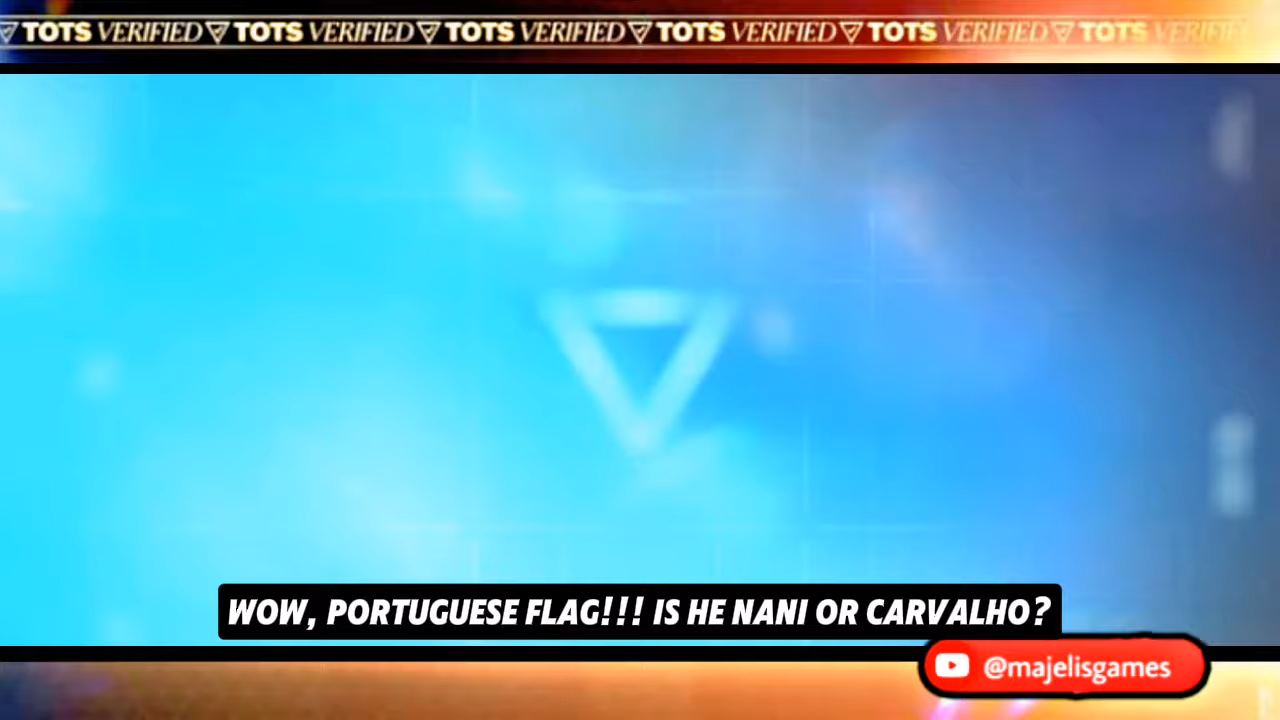 TOTS VERIFIED TOTS VERIFIED TOTS VERIFIED TOTS VERIFIED TOTS VERIFIED TOTS VERIFIED
WOW, PORTUGUESE FLAG!!! IS HE NANI OR CARVALHO?
@majelisgames